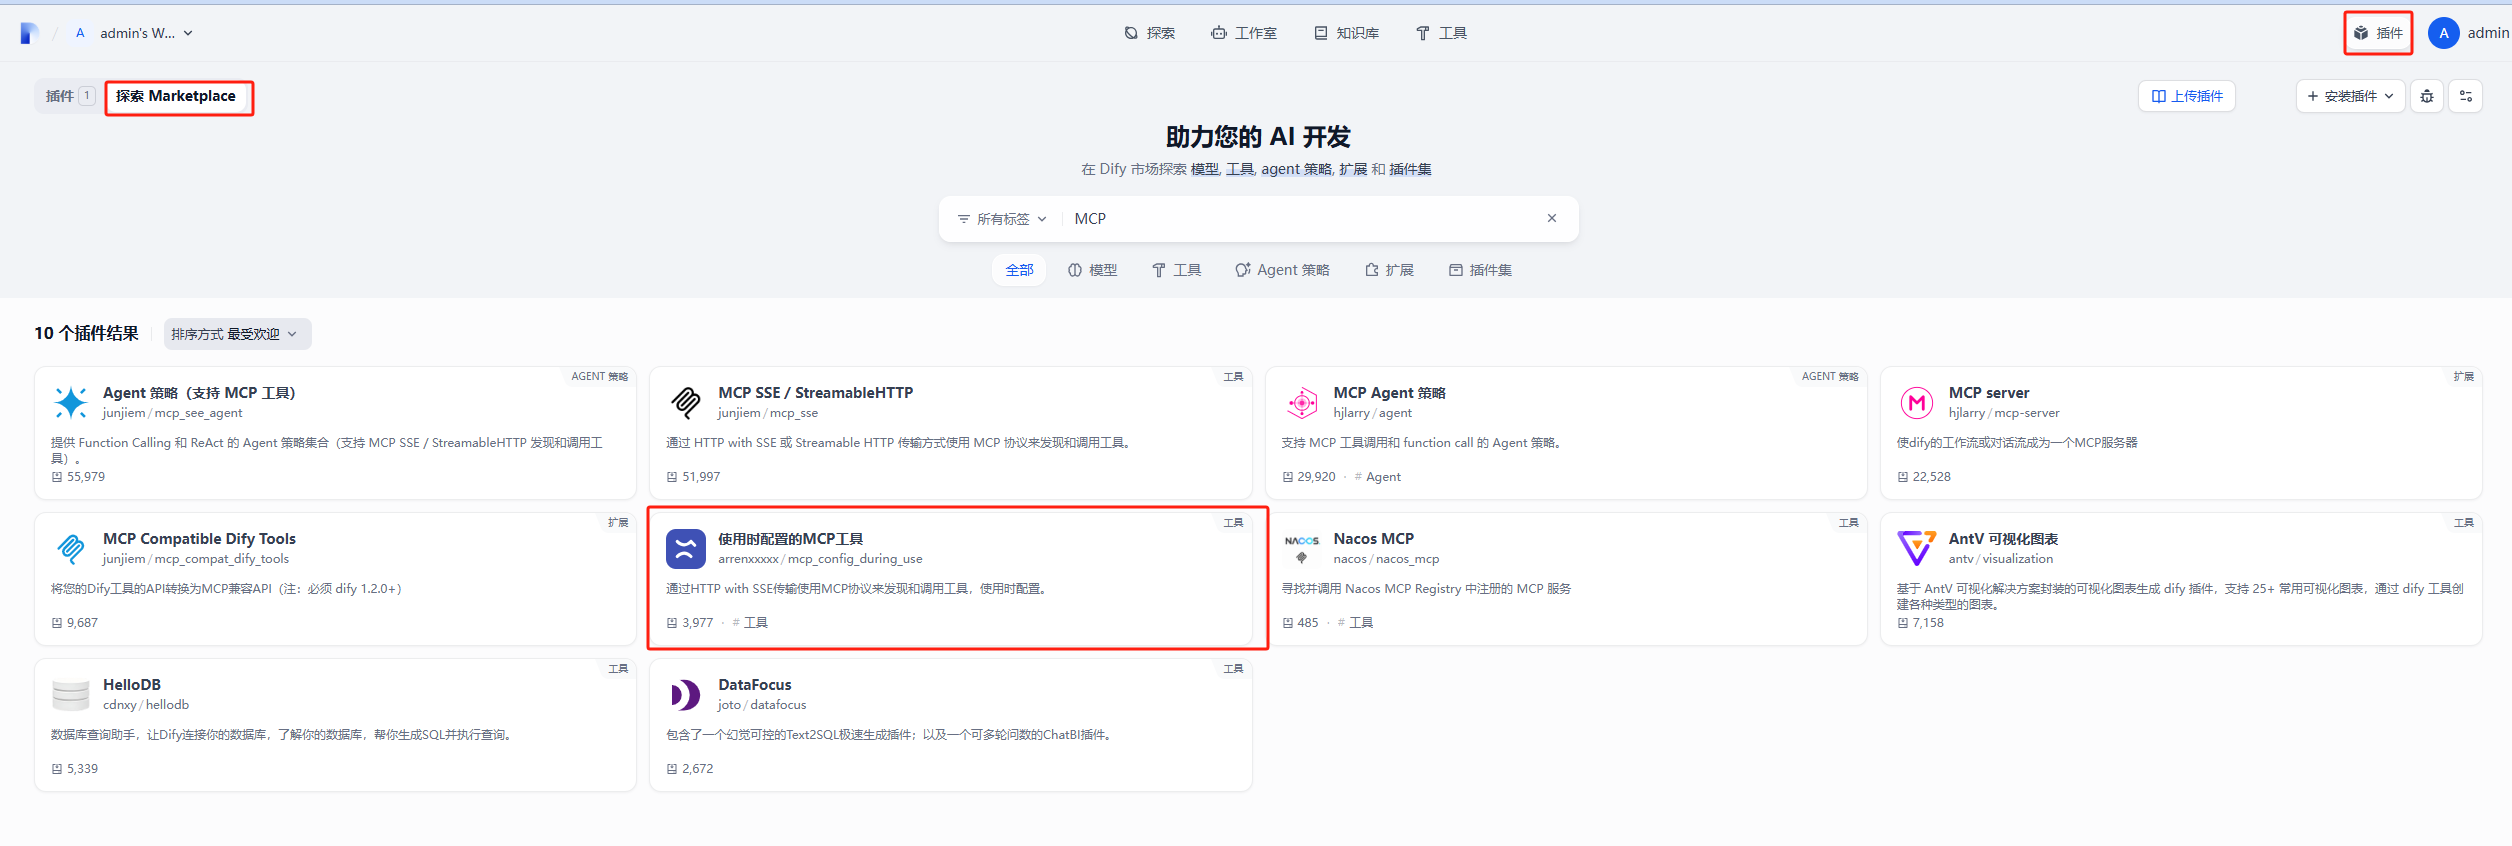 / A admin's W...
探索
工作室
知识库
工具
插件
A admin
插件 1
探索 Marketplace
上传插件
+ 安装插件
助力您的 AI 开发
在 Dify 市场探索 模型, 工具, agent 策略, 扩展 和 插件集
所有标签
MCP
全部
模型
工具
Agent 策略
扩展
插件集
10 个插件结果
排序方式 最受欢迎
AGENT 策略
Agent 策略（支持 MCP 工具）
junjiem / mcp_see_agent
提供 Function Calling 和 ReAct 的 Agent 策略集合（支持 MCP SSE / StreamableHTTP 发现和调用工
具）。
55,979
工具
MCP SSE / StreamableHTTP
junjiem / mcp_sse
通过 HTTP with SSE 或 Streamable HTTP 传输方式使用 MCP 协议来发现和调用工具。
51,997
AGENT 策略
MCP Agent 策略
hjlarry / agent
支持 MCP 工具调用和 function call 的 Agent 策略。
29,920 · # Agent
扩展
MCP server
hjlarry / mcp-server
使dify的工作流或对话流成为一个MCP服务器
22,528
扩展
MCP Compatible Dify Tools
junjiem / mcp_compat_dify_tools
将您的Dify工具的API转换为MCP兼容API（注：必须 dify 1.2.0+）
9,687
工具
使用时配置的MCP工具
arrenxxxxx / mcp_config_during_use
通过HTTP with SSE传输使用MCP协议来发现和调用工具，使用时配置。
3,977 · # 工具
工具
NACOS.
Nacos MCP
nacos / nacos_mcp
寻找并调用 Nacos MCP Registry 中注册的 MCP 服务
485 · # 工具
工具
AntV 可视化图表
antv / visualization
基于 AntV 可视化解决方案封装的可视化图表生成 dify 插件，支持 25+ 常用可视化图表，通过 dify 工具创
建各种类型的图表。
7,158
工具
HelloDB
cdnxy / hellodb
数据库查询助手，让Dify连接你的数据库，了解你的数据库，帮你生成SQL并执行查询。
5,339
工具
DataFocus
joto / datafocus
包含了一个幻觉可控的Text2SQL极速生成插件；以及一个可多轮问数的ChatBI插件。
2,672